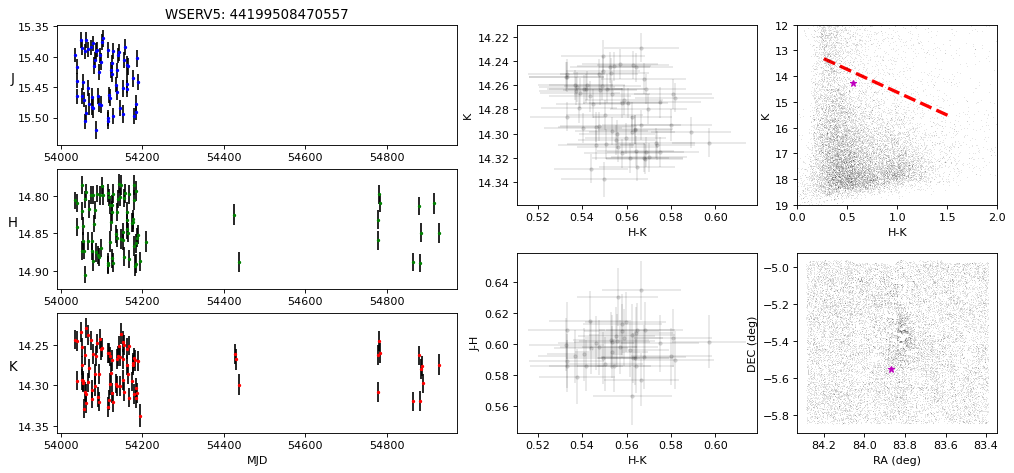 WSERV5: 44199508470557
15.35
15.40
15.45
15.50
J
54000 54200 54400 54600 54800
14.80
14.85
14.90
H
54000 54200 54400 54600 54800
14.25
14.30
14.35
K
54000 54200 54400 54600 54800
MJD
14.22
14.24
14.26
14.28
14.30
14.32
14.34
K
0.52 0.54 0.56 0.58 0.60
H-K
0.64
0.62
0.60
0.58
0.56
J-H
0.52 0.54 0.56 0.58 0.60
H-K
12
13
14
15
16
17
18
19
K
0.0 0.5 1.0 1.5 2.0
H-K
−5.0
−5.2
−5.4
−5.6
−5.8
DEC (deg)
84.2 84.0 83.8 83.6 83.4
RA (deg)